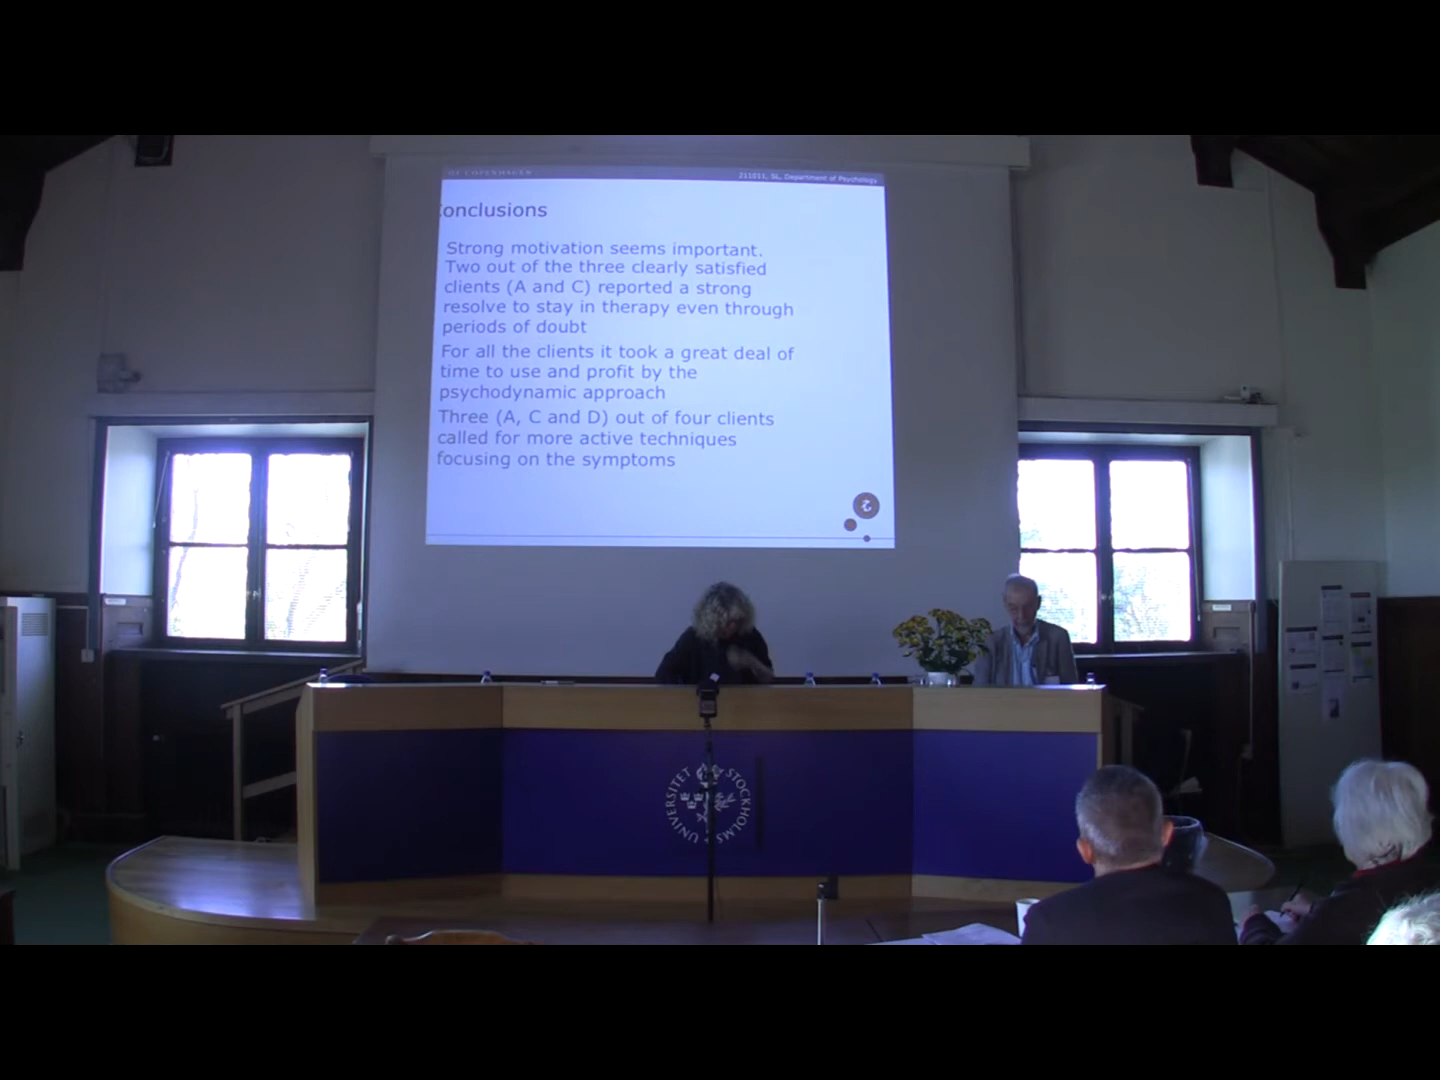 OF COPENHAGEN
211011, SL, Department of Psychology
onclusions
Strong motivation seems important.
Two out of the three clearly satisfied
clients (A and C) reported a strong
resolve to stay in therapy even through
periods of doubt
For all the clients it took a great deal of
time to use and profit by the
psychodynamic approach
Three (A, C and D) out of four clients
called for more active techniques
focusing on the symptoms
STOCKHOLMS UNIVERSITET